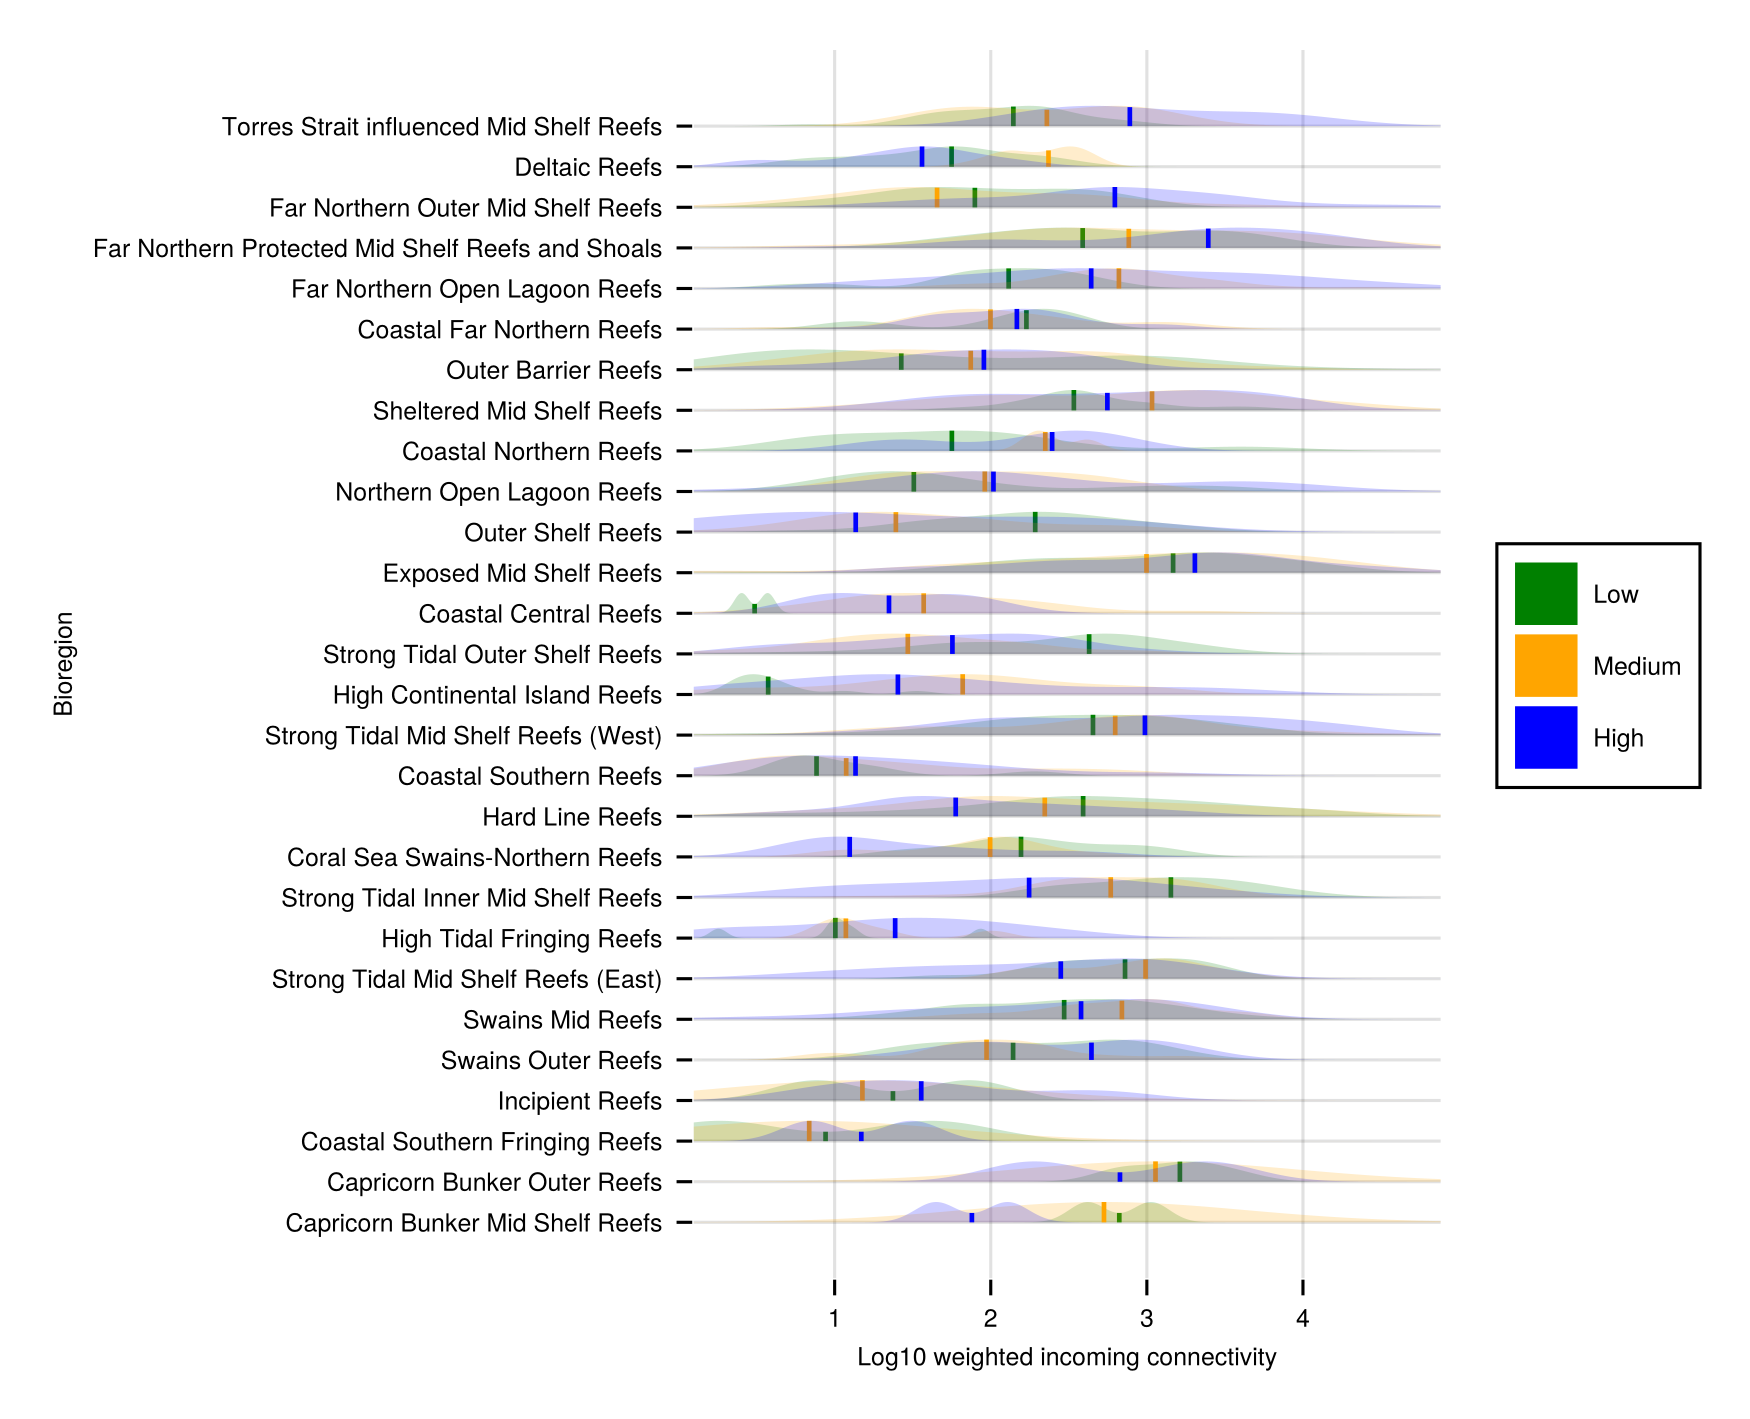 Torres Strait influenced Mid Shelf Reefs
Deltaic Reefs
Far Northern Outer Mid Shelf Reefs
Far Northern Protected Mid Shelf Reefs and Shoals
Far Northern Open Lagoon Reefs
Coastal Far Northern Reefs
Outer Barrier Reefs
Sheltered Mid Shelf Reefs
Coastal Northern Reefs
Northern Open Lagoon Reefs
Outer Shelf Reefs
Exposed Mid Shelf Reefs
Coastal Central Reefs
Strong Tidal Outer Shelf Reefs
High Continental Island Reefs
Strong Tidal Mid Shelf Reefs (West)
Coastal Southern Reefs
Hard Line Reefs
Coral Sea Swains-Northern Reefs
Strong Tidal Inner Mid Shelf Reefs
High Tidal Fringing Reefs
Strong Tidal Mid Shelf Reefs (East)
Swains Mid Reefs
Swains Outer Reefs
Incipient Reefs
Coastal Southern Fringing Reefs
Capricorn Bunker Outer Reefs
Capricorn Bunker Mid Shelf Reefs
Bioregion
1 2 3 4
Log10 weighted incoming connectivity
Low
Medium
High